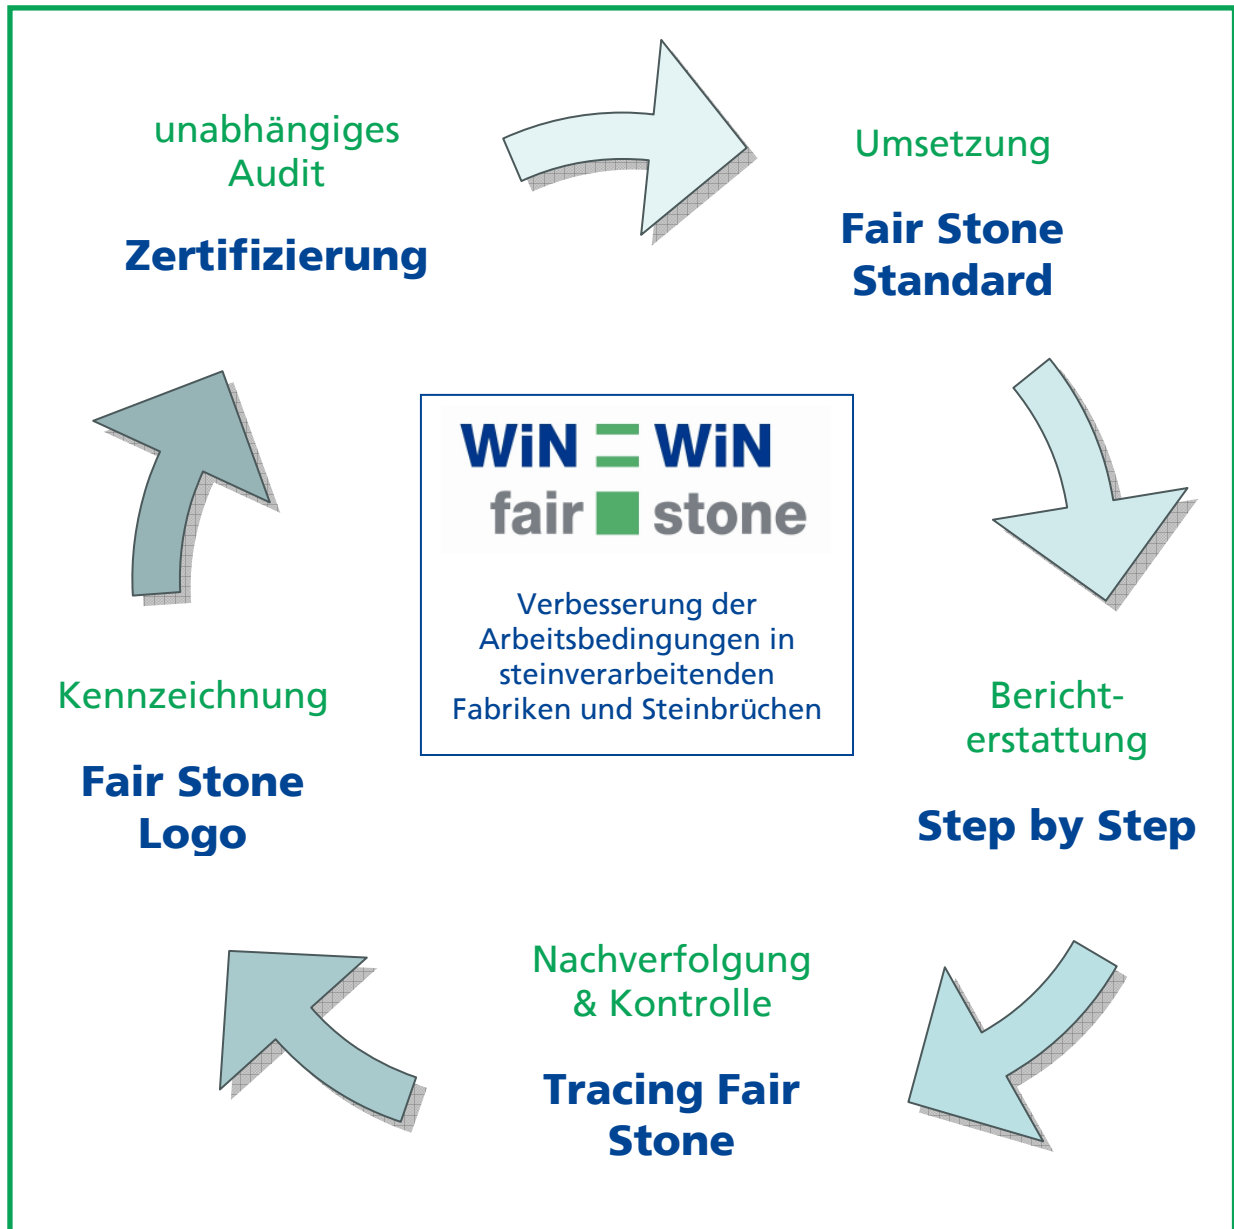 unabhängiges
Audit
Zertifizierung
Umsetzung
Fair Stone
Standard
WiN WiN
fair stone
Verbesserung der
Arbeitsbedingungen in
steinverarbeitenden
Fabriken und Steinbrüchen
Kennzeichnung
Fair Stone
Logo
Bericht-
erstattung
Step by Step
Nachverfolgung
& Kontrolle
Tracing Fair
Stone